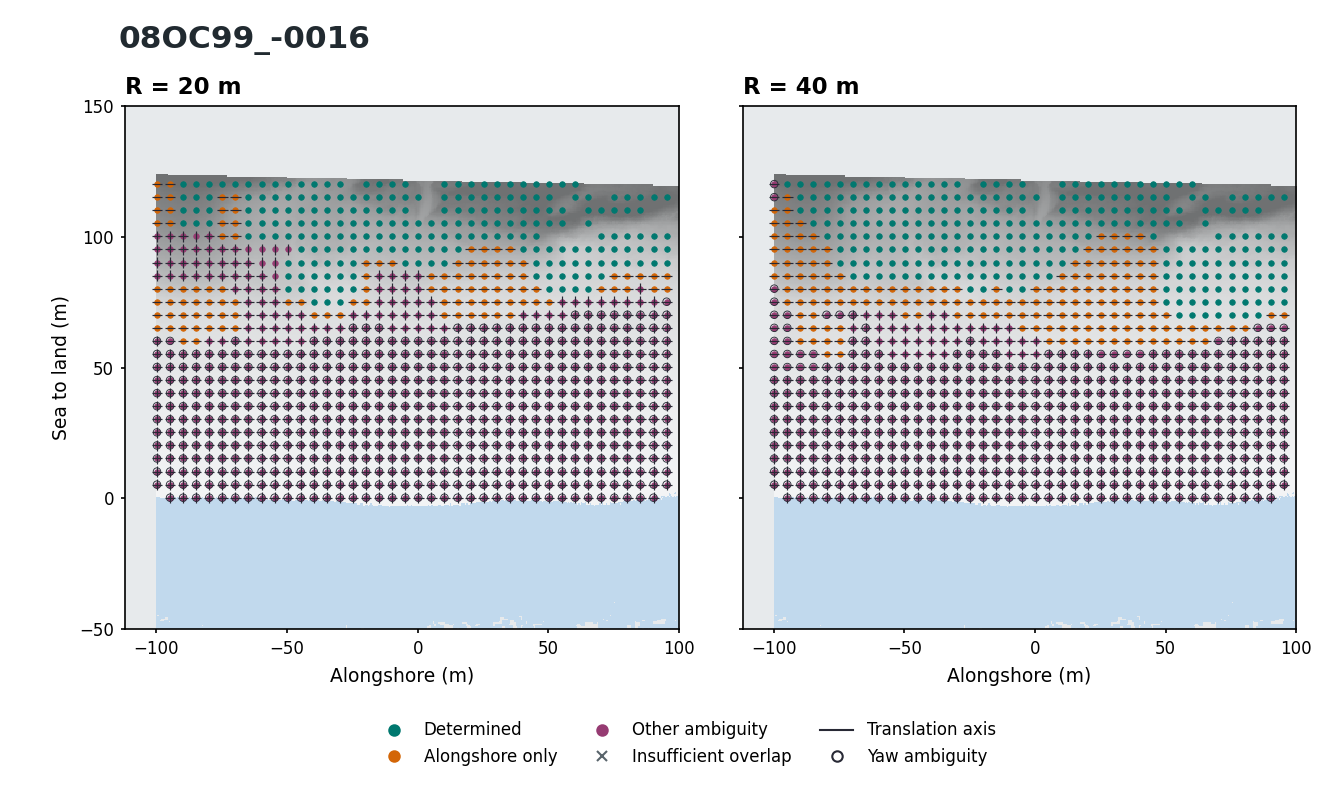 08OC99_-0016
R = 20 m
R = 40 m
150
100
50
0
−50
Sea to land (m)
−100
−50
0
50
100
−100
−50
0
50
100
Alongshore (m)
Alongshore (m)
Determined
Other ambiguity
Translation axis
Alongshore only
Insufficient overlap
Yaw ambiguity